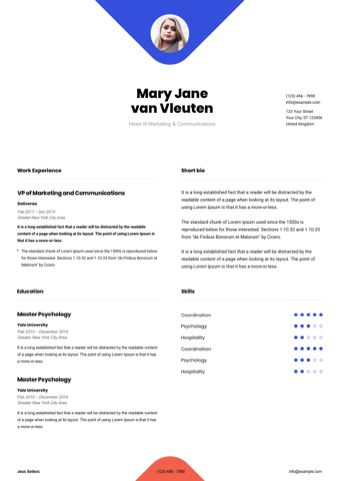 Mary Jane
van Vleuten
Head of Marketing & Communications
(123) 456 - 7890
info@example.com
123 Your Street
Your City, ST 123456
United Kingdom
Work Experience
VP of Marketing and Communications
Deliveroo
Feb 2017 – Dec 2019
Greater New York City Area
It is a long established fact that a reader will be distracted by the readable
content of a page when looking at its layout. The point of using Lorem Ipsum is
that it has a more-or-less.
The standard chunk of Lorem Ipsum used since the 1500s is reproduced below
for those interested. Sections 1.10.32 and 1.10.33 from "de Finibus Bonorum et
Malorum" by Cicero
Short bio
It is a long established fact that a reader will be distracted by the
readable content of a page when looking at its layout. The point of
using Lorem Ipsum is that it has a more-or-less.
The standard chunk of Lorem Ipsum used since the 1500s is
reproduced below for those interested. Sections 1.10.32 and 1.10.33
from "de Finibus Bonorum et Malorum" by Cicero.
It is a long established fact that a reader will be distracted by the
readable content of a page when looking at its layout. The point of
using Lorem Ipsum is that it has a more-or-less.
Education
Master Psychology
Yale University
Feb 2010 – December 2014
Greater New York City Area
It is a long established fact that a reader will be distracted by the readable content
of a page when looking at its layout. The point of using Lorem Ipsum is that it has
a more-or-less.
Master Psychology
Yale University
Feb 2010 – December 2014
Greater New York City Area
It is a long established fact that a reader will be distracted by the readable content
of a page when looking at its layout. The point of using Lorem Ipsum is that it has
a more-or-less.
Skills
Coordination
Psychology
Hospitality
Coordination
Psychology
Hospitality
Jess Sellers
(123) 456 - 7890
info@example.com